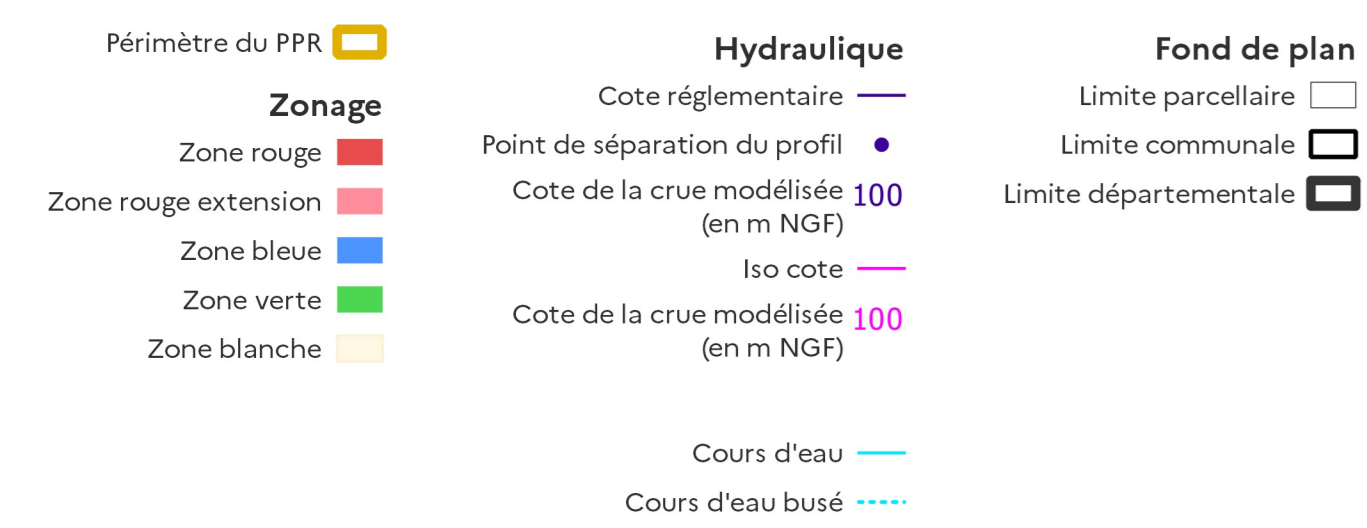 Périmètre du PPR
Zonage
Zone rouge
Zone rouge extension
Zone bleue
Zone verte
Zone blanche
Hydraulique
Cote réglementaire
Point de séparation du profil
Cote de la crue modélisée 100
(en m NGF)
Iso cote
Cote de la crue modélisée 100
(en m NGF)
Cours d'eau
Cours d'eau busé
Fond de plan
Limite parcellaire
Limite communale
Limite départementale